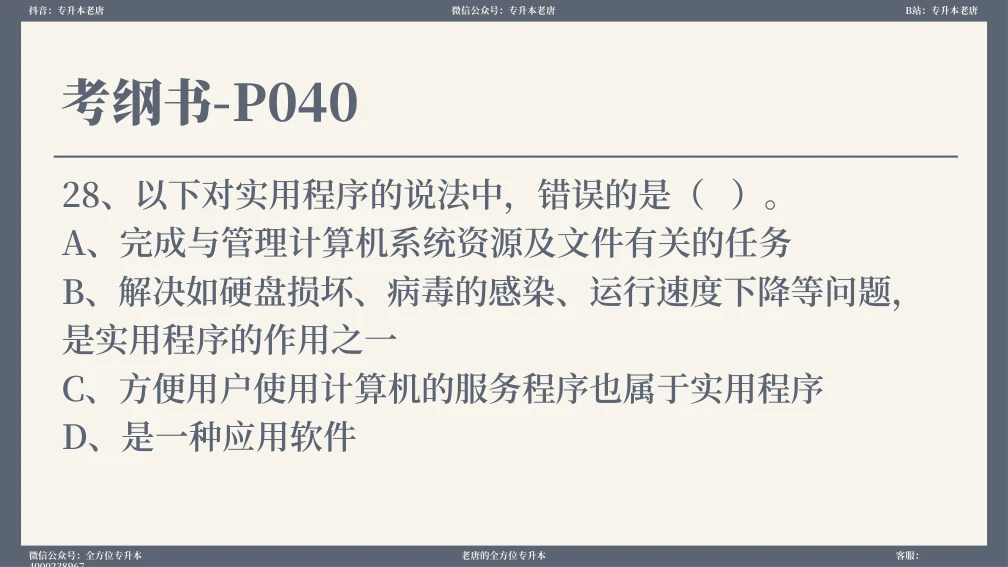 抖音：专升本老唐
微信公众号：专升本老唐
B站：专升本老唐
考纲书-P040
28、以下对实用程序的说法中，错误的是（  ）。
A、完成与管理计算机系统资源及文件有关的任务
B、解决如硬盘损坏、病毒的感染、运行速度下降等问题，
是实用程序的作用之一
C、方便用户使用计算机的服务程序也属于实用程序
D、是一种应用软件
微信公众号：全方位专升本
老唐的全方位专升本
客服：
4000238967